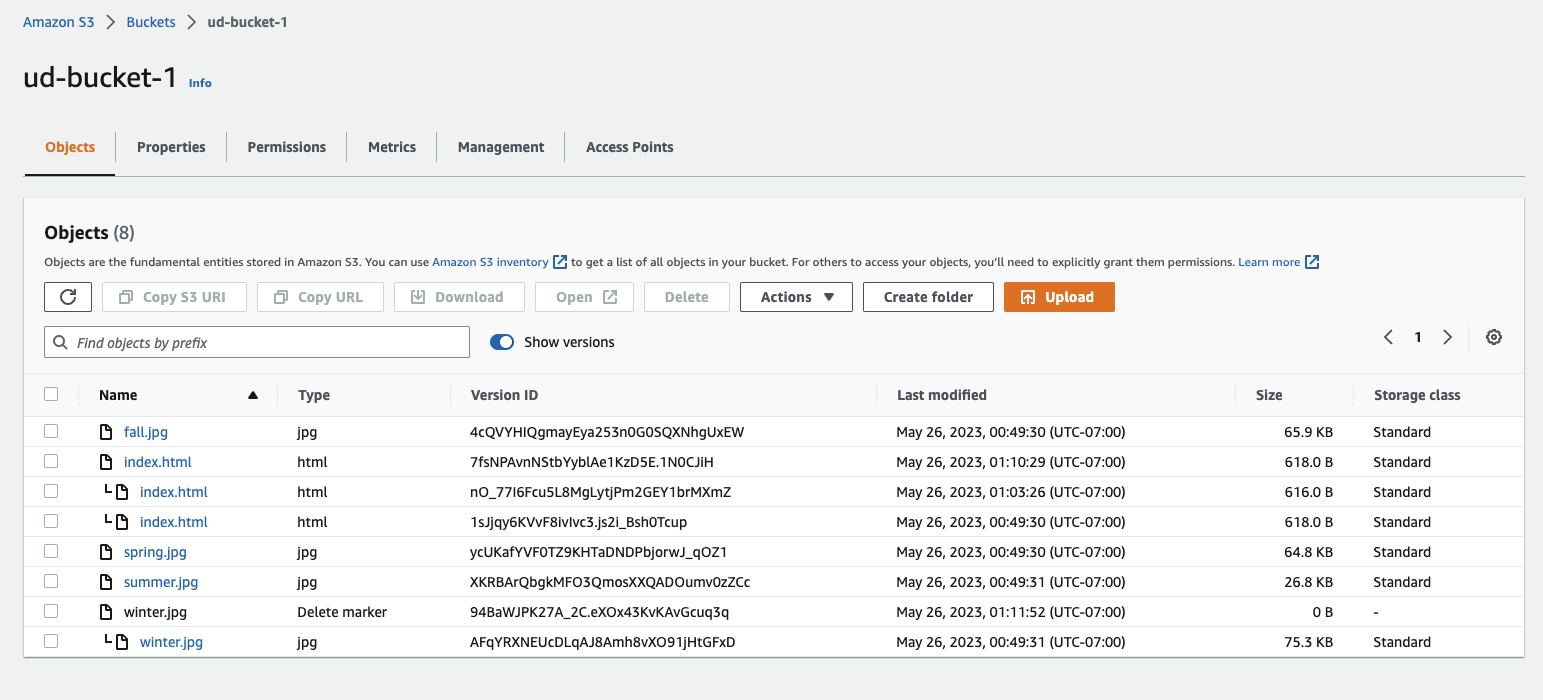 Amazon S3 > Buckets > ud-bucket-1
ud-bucket-1 Info
Objects Properties Permissions Metrics Management Access Points
Objects (8)
Objects are the fundamental entities stored in Amazon S3. You can use Amazon S3 inventory to get a list of all objects in your bucket. For others to access your objects, you'll need to explicitly grant them permissions. Learn more
Copy S3 URI Copy URL Download Open Delete Actions Create folder Upload
Find objects by prefix Show versions 1
Name Type Version ID Last modified Size Storage class
fall.jpg jpg 4cQVYHIQgmayEya253n0G0SQXNhgUxEW May 26, 2023, 00:49:30 (UTC-07:00) 65.9 KB Standard
index.html html 7fsNPAvnNStbYyblAe1KzD5E.1N0CJiH May 26, 2023, 01:10:29 (UTC-07:00) 618.0 B Standard
index.html html nO_77I6Fcu5L8MgLytjPm2GEY1brMXmZ May 26, 2023, 01:03:26 (UTC-07:00) 616.0 B Standard
index.html html 1sJjqy6KVvF8ivIvc3.js2i_Bsh0Tcup May 26, 2023, 00:49:30 (UTC-07:00) 618.0 B Standard
spring.jpg jpg ycUKafYVF0TZ9KHTaDNDPbjorwJ_qOZ1 May 26, 2023, 00:49:30 (UTC-07:00) 64.8 KB Standard
summer.jpg jpg XKRBArQbgkMFO3QmosXXQADOumv0zZCc May 26, 2023, 00:49:31 (UTC-07:00) 26.8 KB Standard
winter.jpg Delete marker 94BaWJPK27A_2C.eXOx43KvKAvGcuq3q May 26, 2023, 01:11:52 (UTC-07:00) 0 B -
winter.jpg jpg AFqYRXNEUcDLqAJ8Amh8vXO91jHtGFxD May 26, 2023, 00:49:31 (UTC-07:00) 75.3 KB Standard